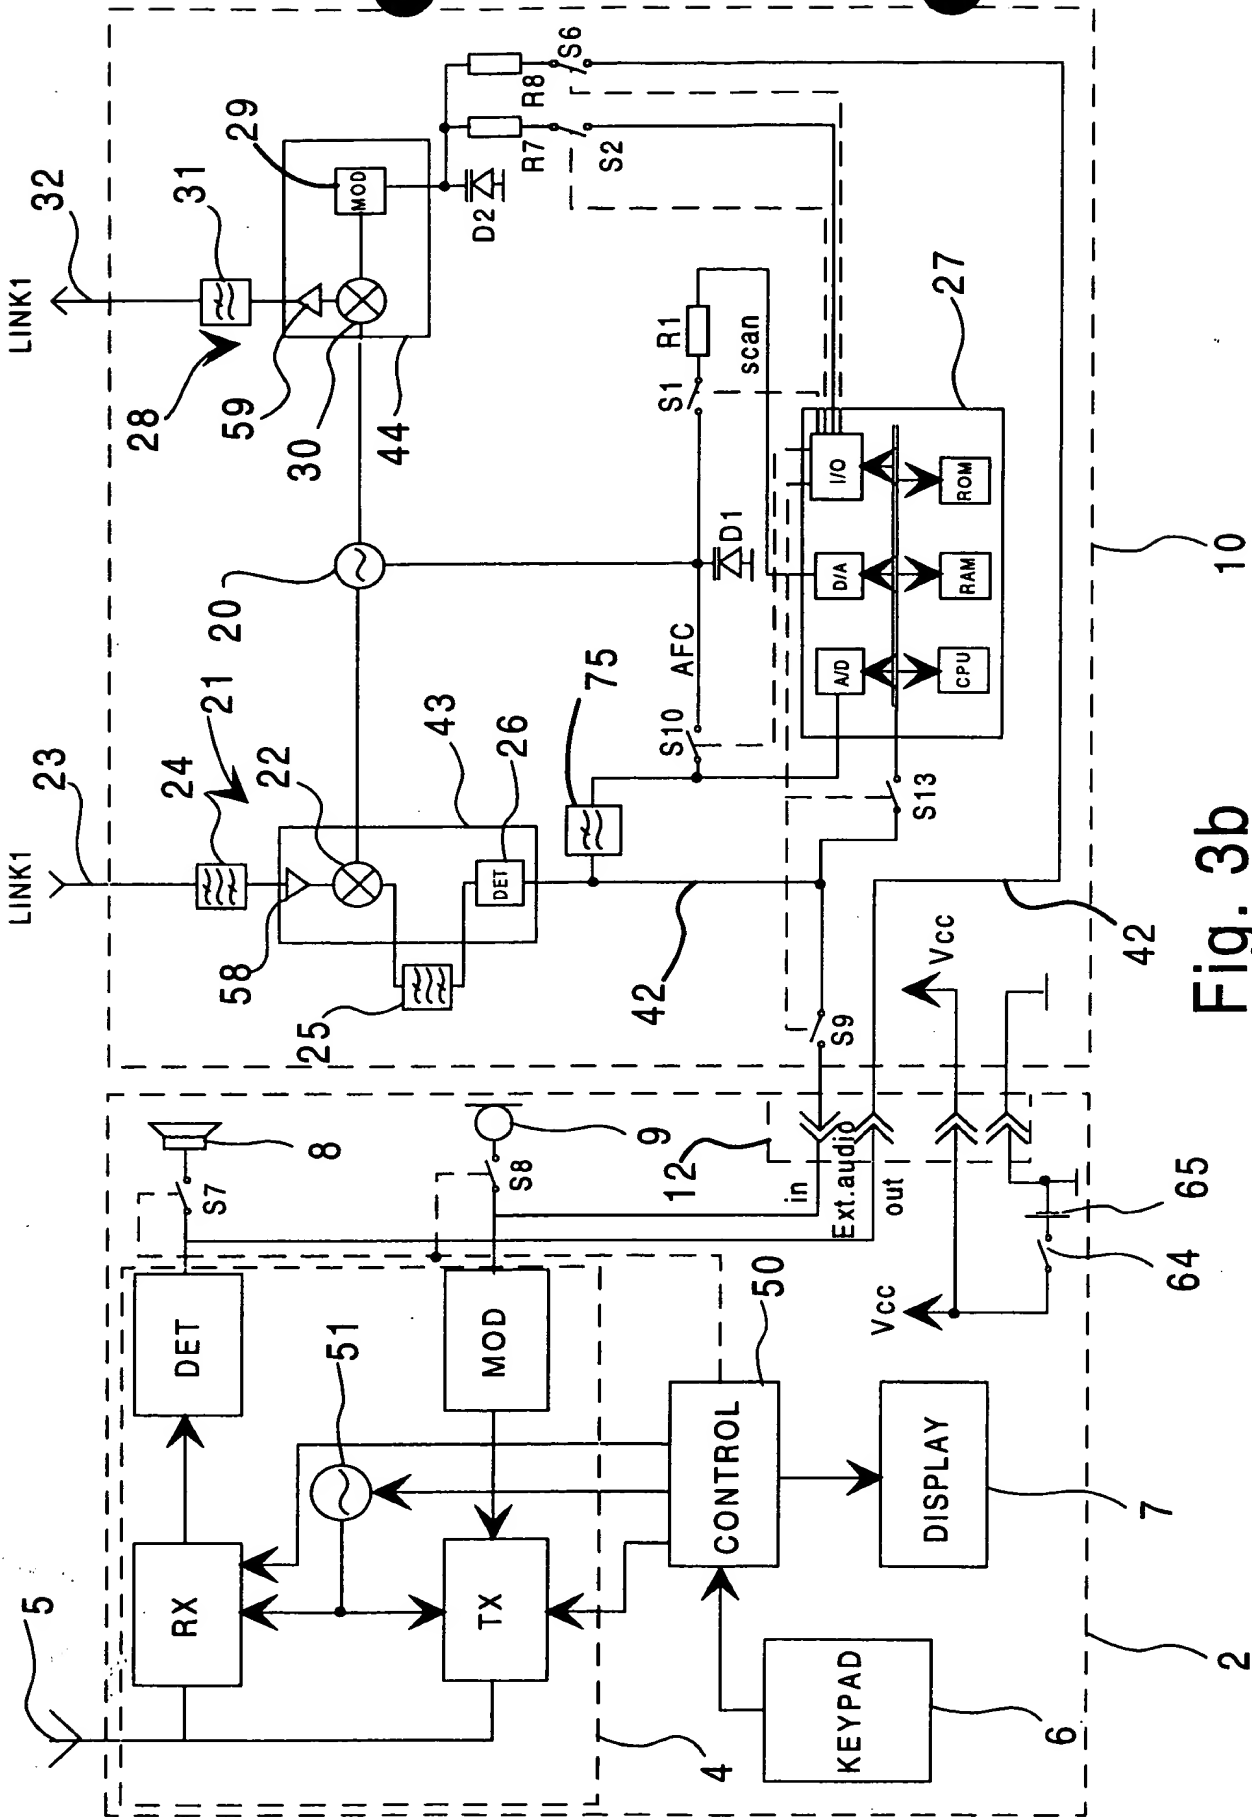 5
4
RX
DET
51
TX
MOD
S7
8
S8
9
CONTROL
50
KEYPAD
6
DISPLAY
7
2
Vcc
64
65
12
in
Ext.audio
out
LINK1
23
24
21
22
58
25
43
26
42
75
S9
S13
Vcc
42
20
AFC
S10
D1
S1
R1
scan
A/D
D/A
I/O
CPU
RAM
ROM
27
LINK1
32
31
28
59
30
44
29
MOD
DET
D2
R7
S2
R8
S6
10
Fig. 3b